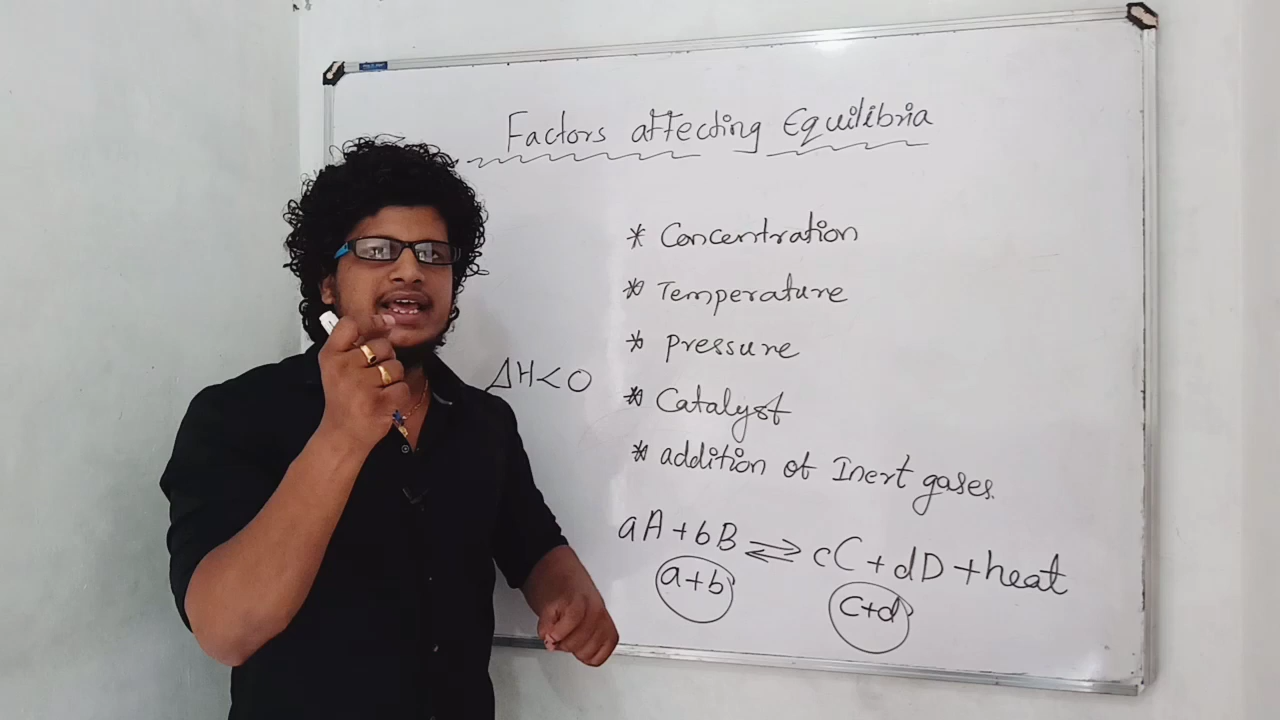 Factors affecting Equilibria
* Concentration
* Temperature
* pressure
ΔH<0
* Catalyst
* addition of Inert gases.
aA+bB ⇌ cC+dD+heat
a+b
c+d